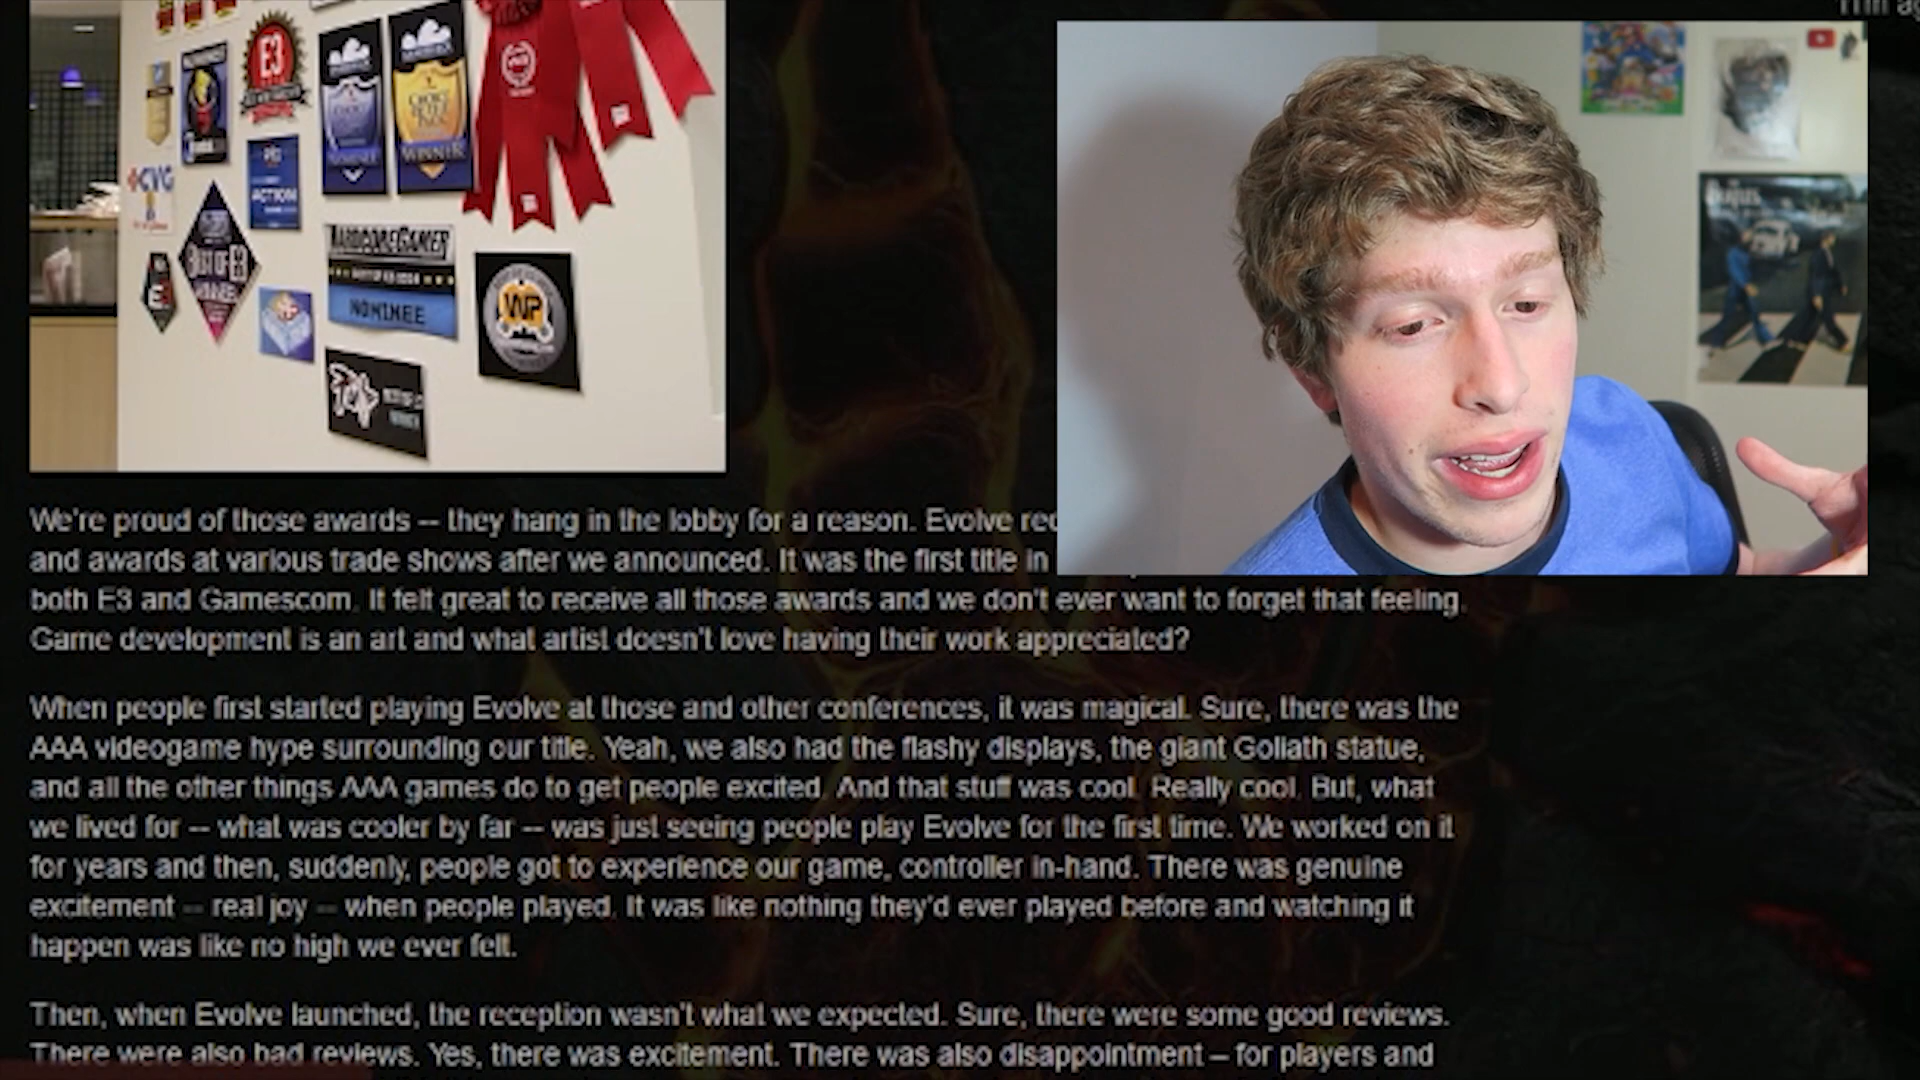 E3
WINNER
+CVG
ACTION
BEST OF E3
HARDCORE GAMER
NOMINEE
WP
We're proud of those awards -- they hang in the lobby for a reason. Evolve rec
and awards at various trade shows after we announced. It was the first title in
both E3 and Gamescom. It felt great to receive all those awards and we don't ever want to forget that feeling.
Game development is an art and what artist doesn't love having their work appreciated?
When people first started playing Evolve at those and other conferences, it was magical. Sure, there was the
AAA videogame hype surrounding our title. Yeah, we also had the flashy displays, the giant Goliath statue,
and all the other things AAA games do to get people excited. And that stuff was cool. Really cool. But, what
we lived for -- what was cooler by far -- was just seeing people play Evolve for the first time. We worked on it
for years and then, suddenly, people got to experience our game, controller in-hand. There was genuine
excitement -- real joy -- when people played. It was like nothing they'd ever played before and watching it
happen was like no high we ever felt.
Then, when Evolve launched, the reception wasn't what we expected. Sure, there were some good reviews.
There were also bad reviews. Yes, there was excitement. There was also disappointment – for players and